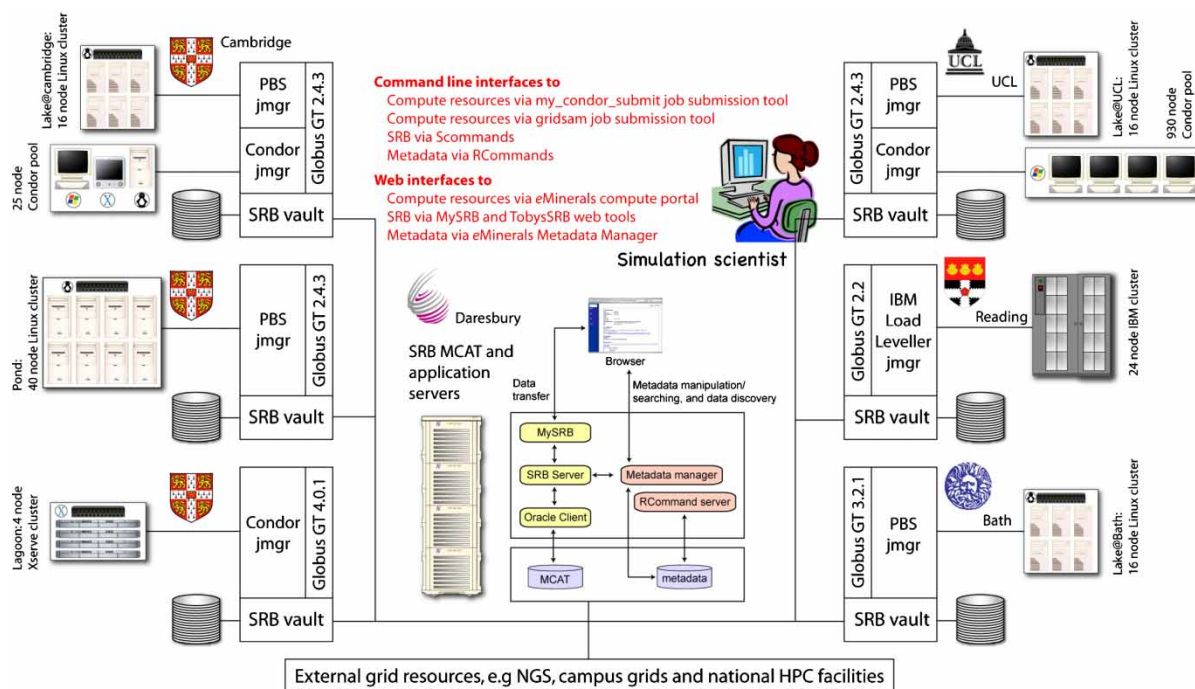 Lake@cambridge:
16 node Linux cluster
Cambridge
PBS
jmgr
Condor
jmgr
Globus GT 2.4.3
25 node
Condor pool
SRB vault
Command line interfaces to
Compute resources via my_condor_submit job submission tool
Compute resources via gridsam job submission tool
SRB via Scommands
Metadata via RCommands
Web interfaces to
Compute resources via eMinerals compute portal
SRB via MySRB and TobysSRB web tools
Metadata via eMinerals Metadata Manager
Simulation scientist
UCL
UCL
Globus GT 2.4.3
PBS
jmgr
Condor
jmgr
SRB vault
Lake@UCL:
16 node Linux cluster
930 node
Condor pool
Pond:
40 node Linux cluster
PBS
jmgr
Globus GT 2.4.3
SRB vault
Daresbury
SRB MCAT and
application
servers
Browser
Data
transfer
Metadata manipulation/
searching, and data discovery
MySRB
SRB Server
Metadata manager
RCommand server
Oracle Client
MCAT
metadata
Globus GT 2.2
IBM
Load
Leveller
jmgr
SRB vault
Reading
24 node IBM cluster
Lagoon: 4 node
Xserve cluster
Condor
jmgr
Globus GT 4.0.1
SRB vault
Globus GT 3.2.1
PBS
jmgr
SRB vault
Bath
Lake@Bath:
16 node Linux cluster
External grid resources, e.g NGS, campus grids and national HPC facilities